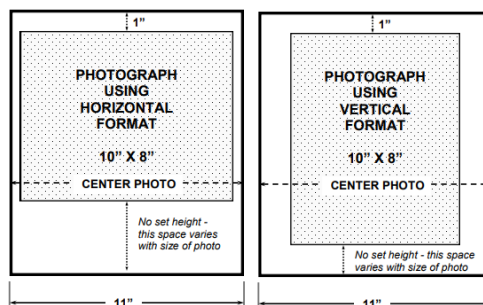 1”
PHOTOGRAPH
USING
HORIZONTAL
FORMAT
10” X 8”
CENTER PHOTO
No set height -
this space varies
with size of photo
11”
1”
PHOTOGRAPH
USING
VERTICAL
FORMAT
10” X 8”
CENTER PHOTO
No set height - this space
varies with size of photo
11”